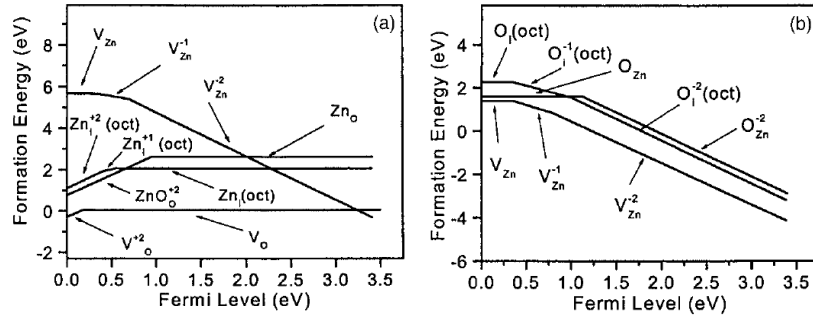 (a)
Formation Energy (eV)
10
8
6
4
2
0
-2
V_Zn
V_Zn^-1
V_Zn^-2
Zn_i^+2 (oct)
Zn_i^+1 (oct)
Zn_o
ZnO_o^+2
Zn_i(oct)
V_o^+2
V_o
0.0 0.5 1.0 1.5 2.0 2.5 3.0 3.5
Fermi Level (eV)
(b)
Formation Energy (eV)
4
2
0
-2
-4
-6
O_i(oct)
O_i^-1(oct)
O_Zn
O_i^-2(oct)
O_Zn^-2
V_Zn
V_Zn^-1
V_Zn^-2
0.0 0.5 1.0 1.5 2.0 2.5 3.0 3.5
Fermi Level (eV)